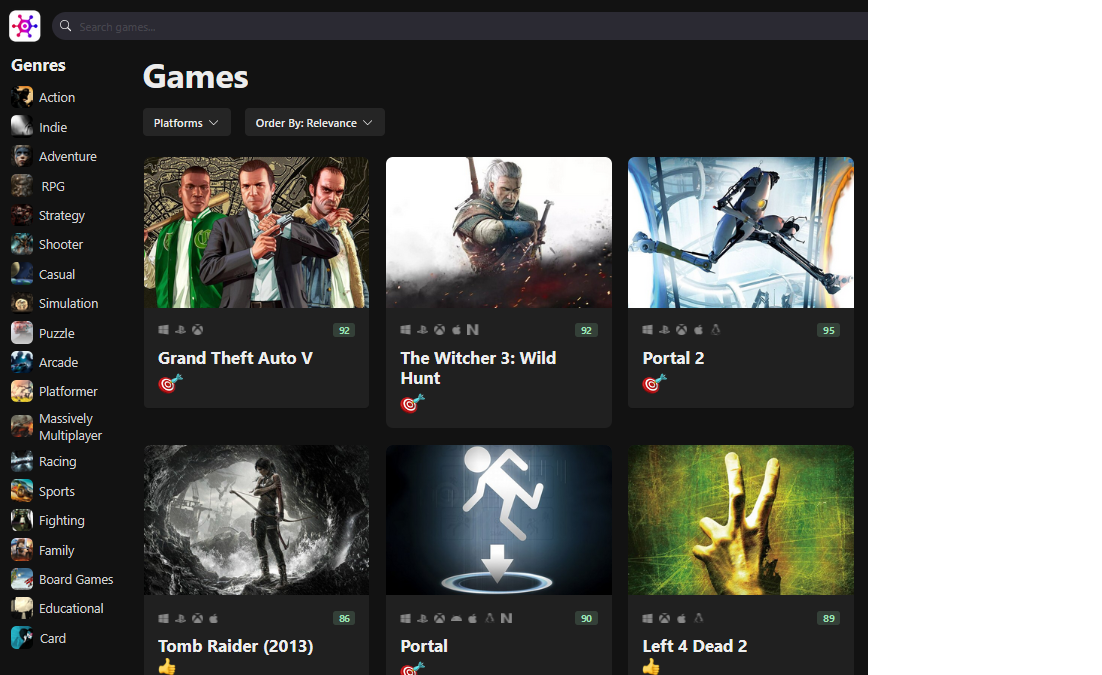 Search games...
Genres
Action
Indie
Adventure
RPG
Strategy
Shooter
Casual
Simulation
Puzzle
Arcade
Platformer
Massively
Multiplayer
Racing
Sports
Fighting
Family
Board Games
Educational
Card
Games
Platforms
Order By: Relevance
92
Grand Theft Auto V
92
The Witcher 3: Wild
Hunt
95
Portal 2
86
Tomb Raider (2013)
90
Portal
89
Left 4 Dead 2